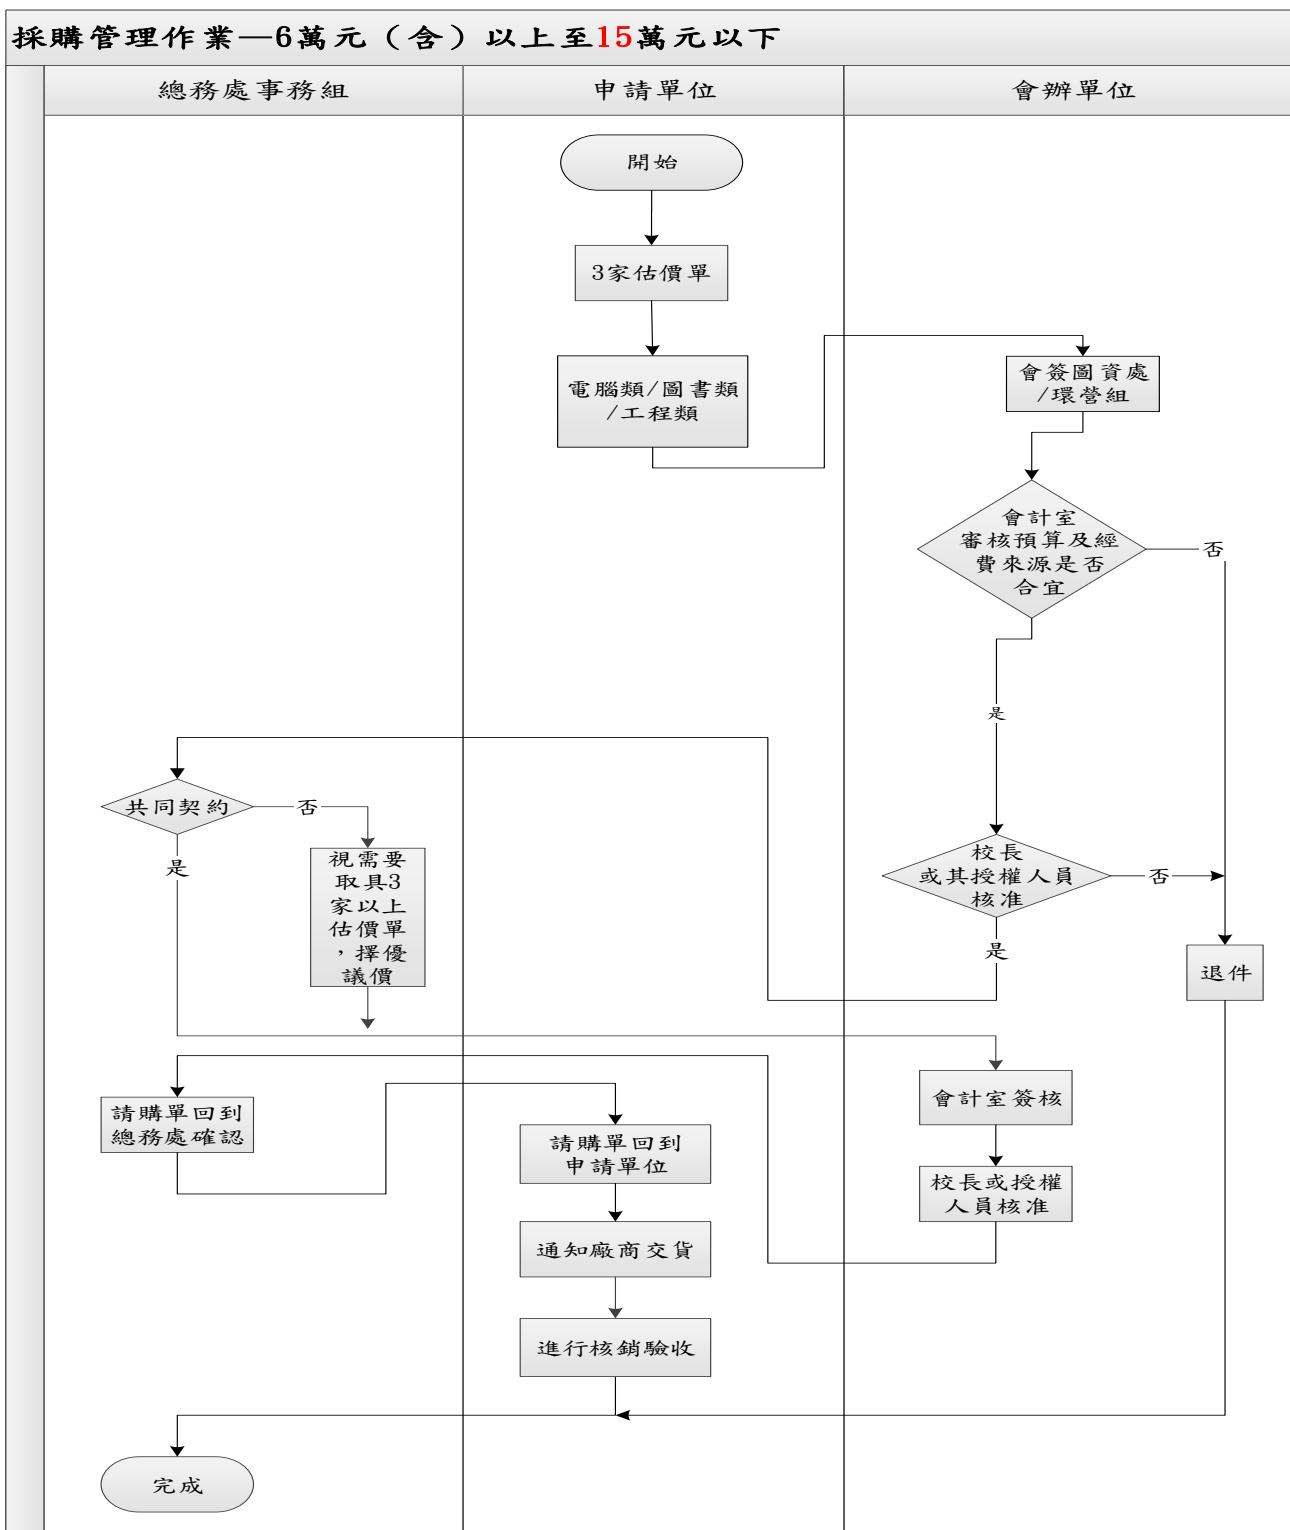 採購管理作業—6萬元（含）以上至15萬元以下
總務處事務組
申請單位
會辦單位
開始
3家估價單
電腦類/圖書類
/工程類
會簽圖資處
/環營組
會計室
審核預算及經
費來源是否
合宜
否
是
校長
或其授權人員
核准
否
是
退件
共同契約
否
是
視需要
取具3
家以上
估價單
，擇優
議價
會計室簽核
校長或授權
人員核准
請購單回到
總務處確認
請購單回到
申請單位
通知廠商交貨
進行核銷驗收
完成